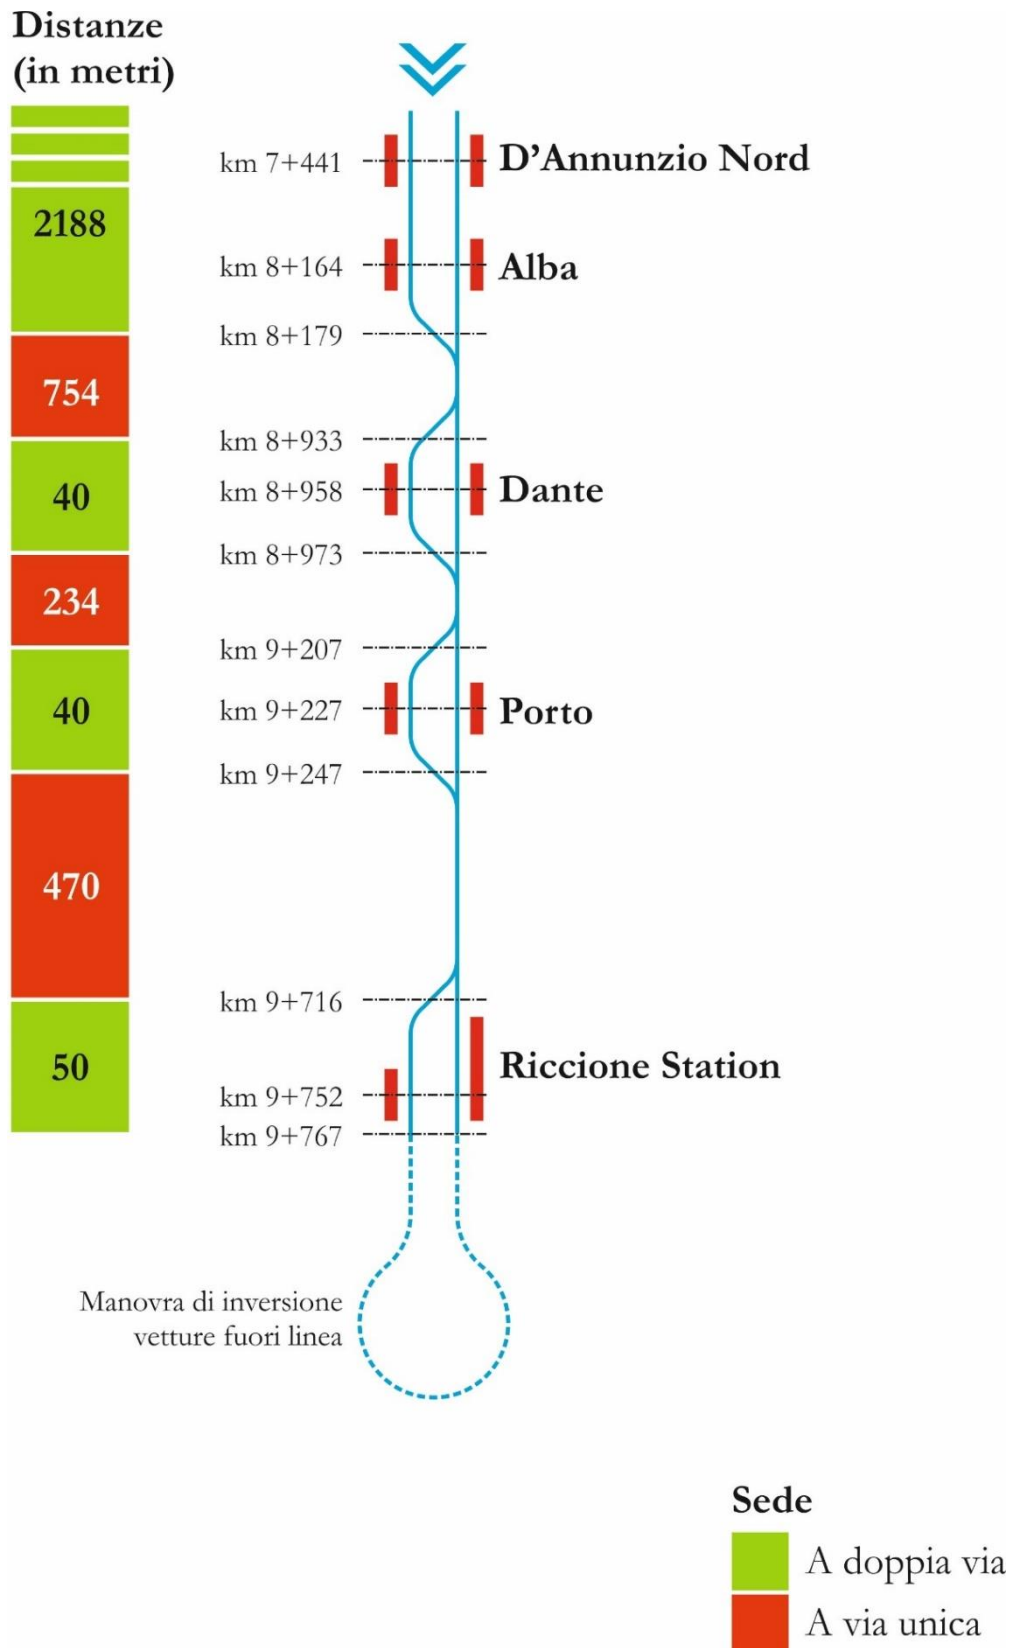 Distanze
(in metri)
km 7+441
D'Annunzio Nord
2188
km 8+164
Alba
km 8+179
754
km 8+933
40
km 8+958
Dante
km 8+973
234
km 9+207
40
km 9+227
Porto
km 9+247
470
km 9+716
50
Riccione Station
km 9+752
km 9+767
Manovra di inversione
vetture fuori linea
Sede
A doppia via
A via unica